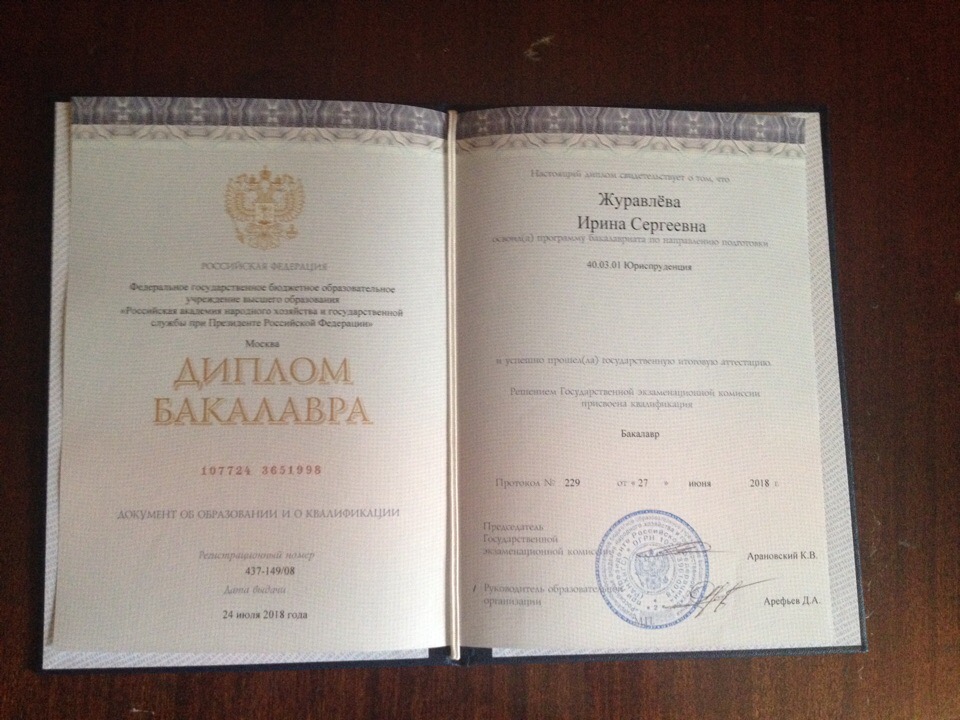 РОССИЙСКАЯ ФЕДЕРАЦИЯ
Федеральное государственное бюджетное образовательное
учреждение высшего образования
«Российская академия народного хозяйства и государственной
службы при Президенте Российской Федерации»
Москва
ДИПЛОМ
БАКАЛАВРА
107724 3651998
ДОКУМЕНТ ОБ ОБРАЗОВАНИИ И О КВАЛИФИКАЦИИ
Регистрационный номер
437-149/08
Дата выдачи
24 июля 2018 года
Настоящий диплом свидетельствует о том, что
Журавлёва
Ирина Сергеевна
освоил(а) программу бакалавриата по направлению подготовки
40.03.01 Юриспруденция
и успешно прошел(ла) государственную итоговую аттестацию.
Решением Государственной экзаменационной комиссии
присвоена квалификация
Бакалавр
Протокол № 229 от « 27 » июня 2018 г.
Председатель
Государственной
экзаменационной комиссии
Арановский К.В.
Руководитель образовательной
организации
Арефьев Д.А.
М.П.